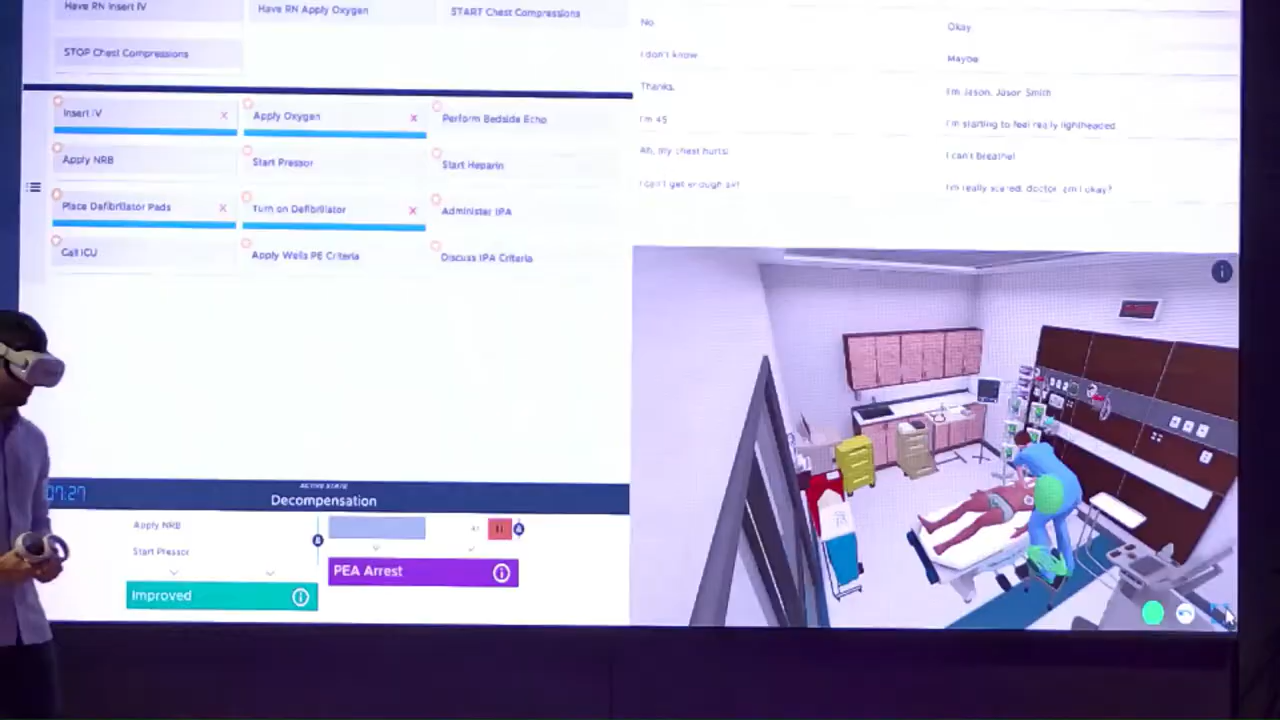 Have RN Insert IV
Have RN Apply Oxygen
START Chest Compressions
STOP Chest Compressions
Insert IV
Apply Oxygen
Perform Bedside Echo
Apply NRB
Start Pressor
Start Heparin
Place Defibrillator Pads
Turn on Defibrillator
Administer tPA
Call ICU
Apply Wells PE Criteria
Discuss tPA Criteria
07:27
ACTIVE STATE
Decompensation
Apply NRB
Start Pressor
Improved
PEA Arrest
No
Okay
I don't know
Maybe
Thanks.
I'm Jason. Jason Smith
I'm 45
I'm starting to feel really lightheaded
Ah, my chest hurts!
I can't breathe!
I can't get enough air!
I'm really scared, doctor, am I okay?